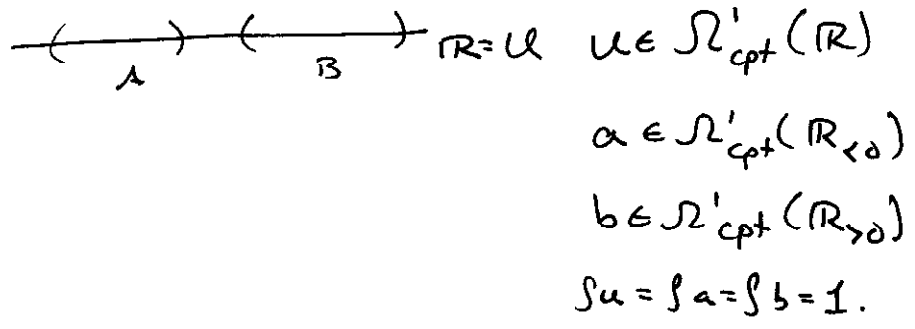 A B ℝ=U u ∈ Ω¹cpt(ℝ)
a ∈ Ω¹cpt(ℝ<0)
b ∈ Ω¹cpt(ℝ>0)
∫u = ∫a = ∫b = 1.